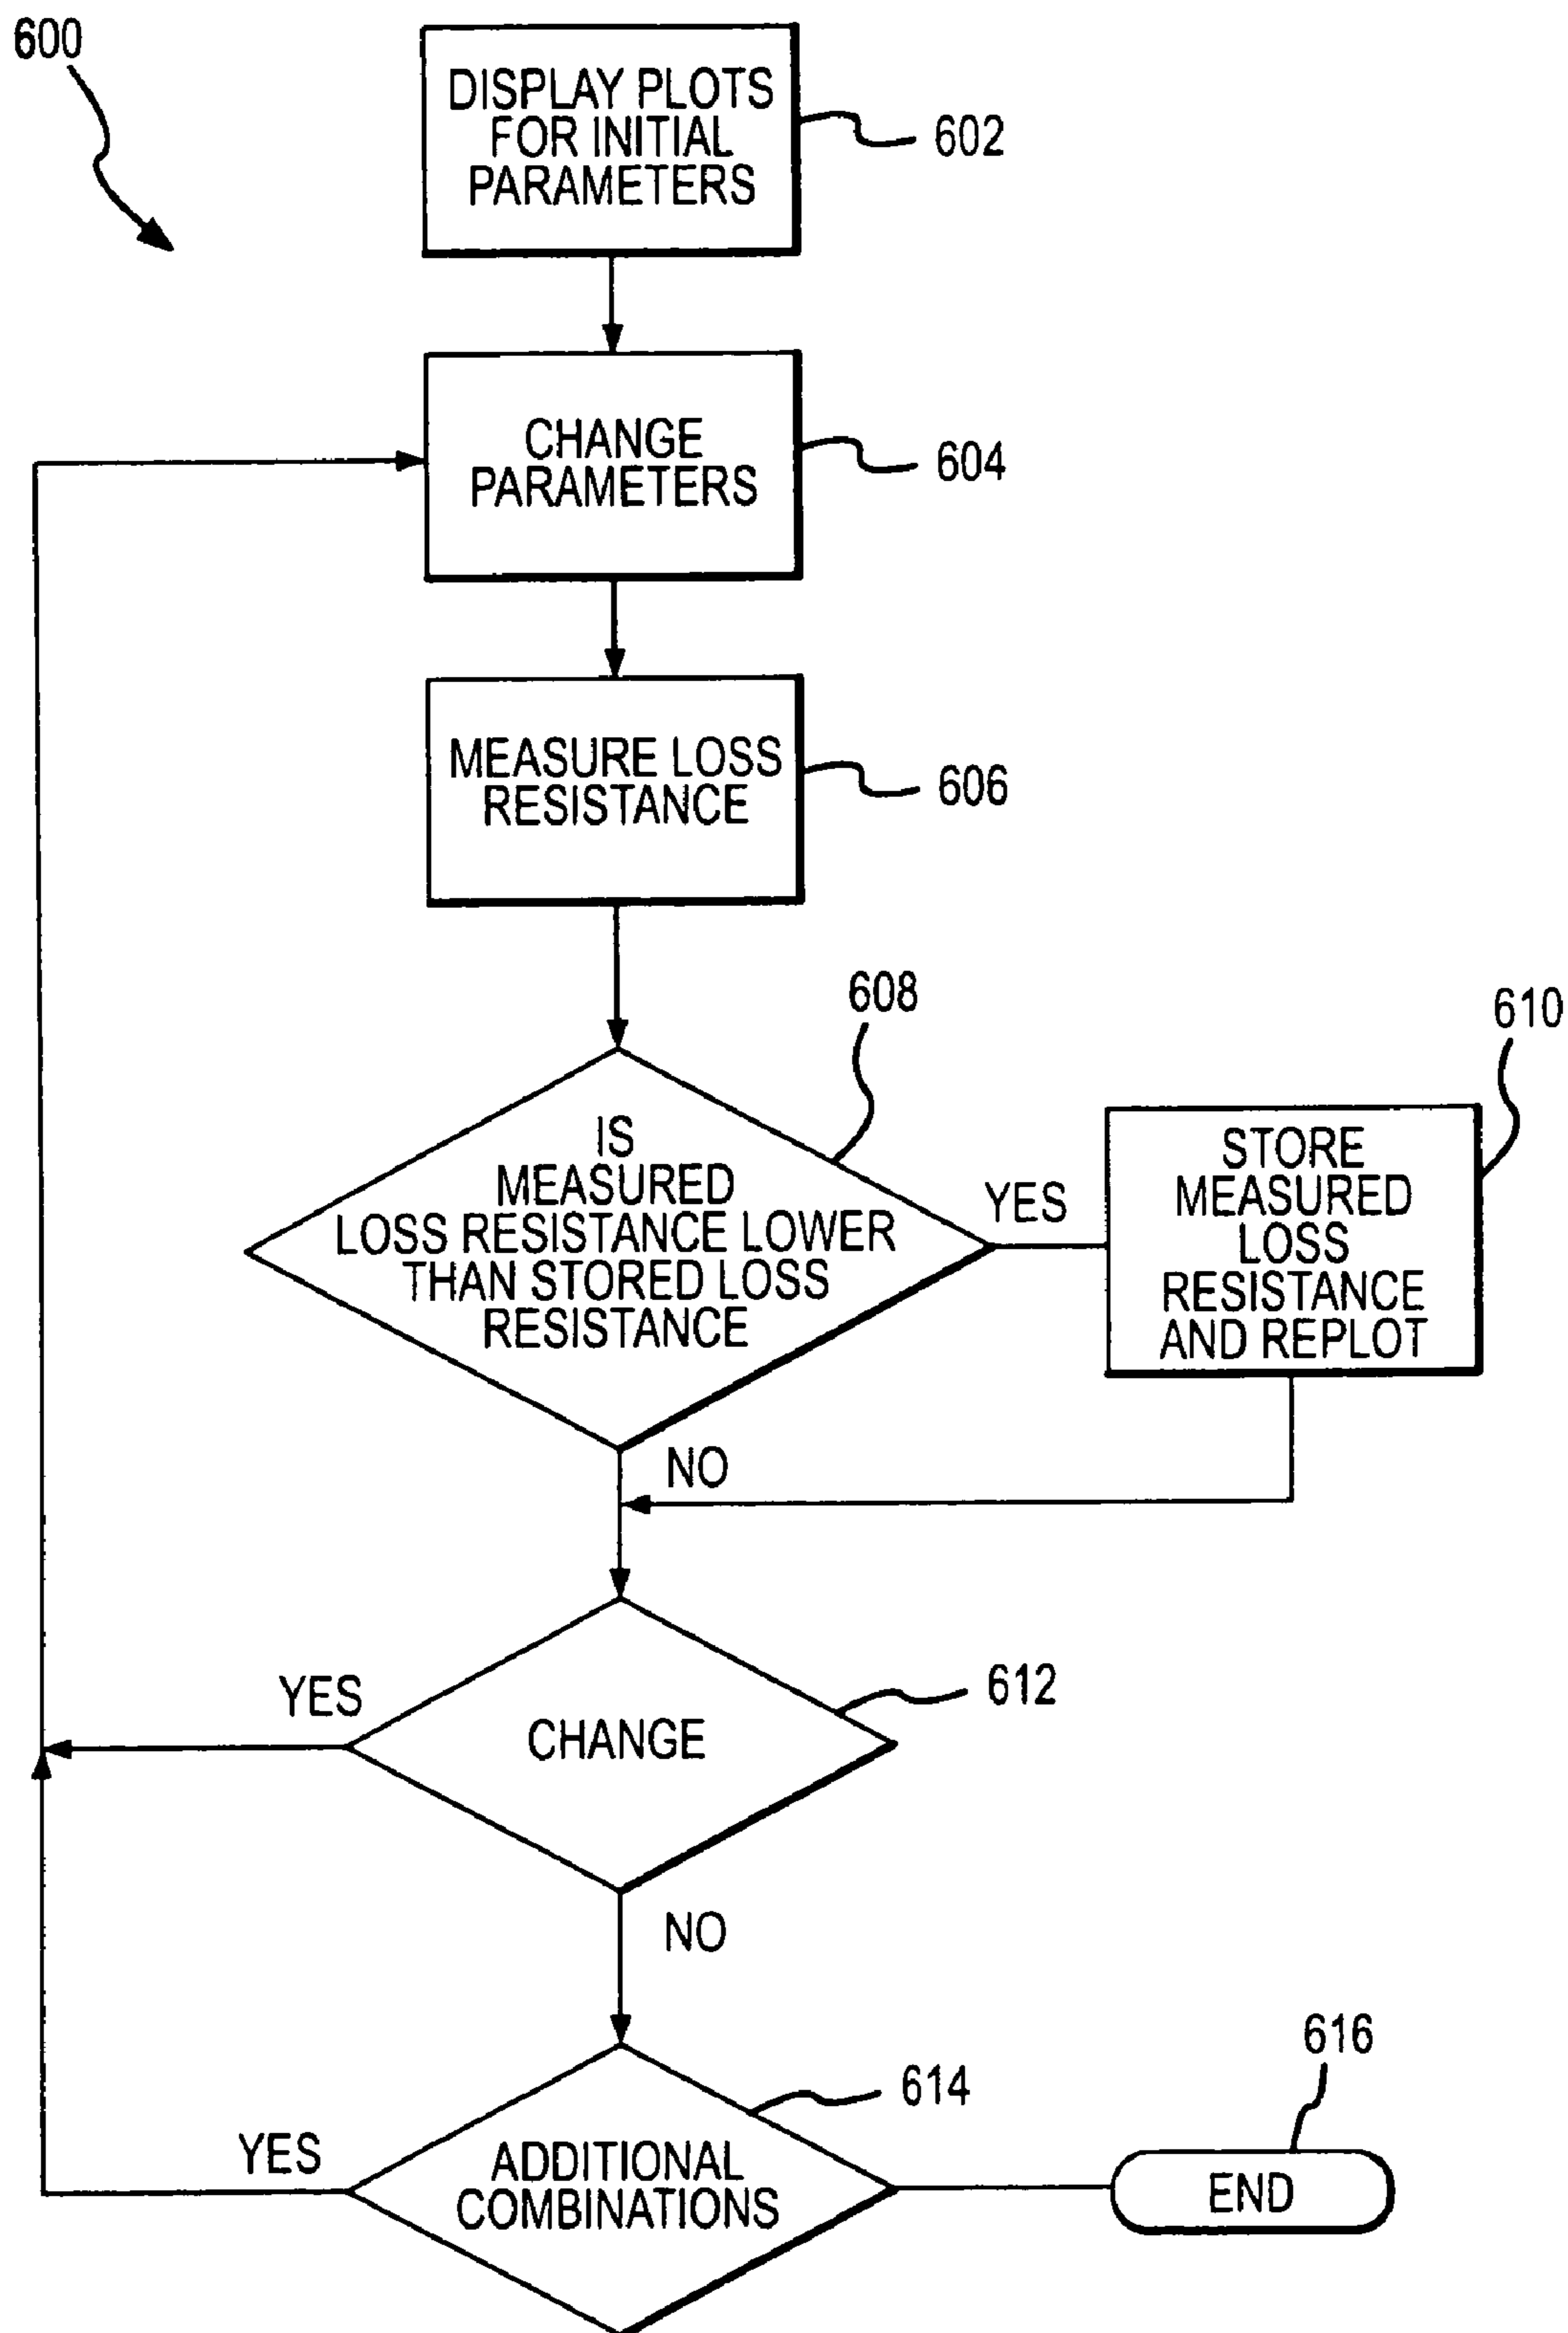 600
DISPLAY PLOTS
FOR INITIAL
PARAMETERS
602
CHANGE
PARAMETERS
604
MEASURE LOSS
RESISTANCE
606
608
610
IS
MEASURED
LOSS RESISTANCE LOWER
THAN STORED LOSS
RESISTANCE
YES
STORE
MEASURED
LOSS
RESISTANCE
AND REPLOT
NO
YES
CHANGE
612
NO
614
616
YES
ADDITIONAL
COMBINATIONS
END